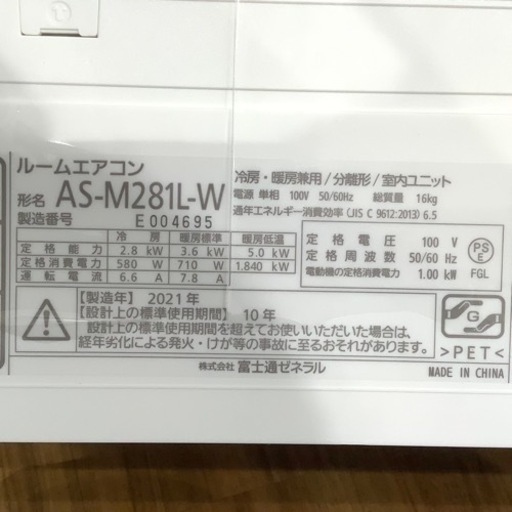 ルームエアコン
形名 AS-M281L-W
製造番号 E004695
冷房・暖房兼用/分離形/室内ユニット
電源 単相 100V 50/60Hz 総質量 16kg
通年エネルギー消費効率 (JIS C 9612:2013) 6.5
冷 房 暖房標準 暖房低温
定格能力 2.8 kW 3.6 kW 5.0 kW
定格消費電力 580 W 710 W 1.840 kW
運転電流 6.6 A 7.8 A
定格電圧 100 V
定格周波数 50/60 Hz
電動機の定格消費電力 1.00 kW
PS
E
FGL
【製造年】2021年
【設計上の標準使用期間】 10年
設計上の標準使用期間を超えてお使いいただいた場合は、
経年劣化による発火・けが等の事故に至るおそれがあります。
G
>PET<
株式会社 富士通ゼネラル
MADE IN CHINA